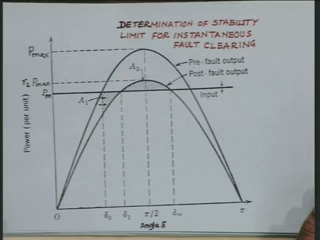 DETERMINATION OF STABILITY
LIMIT FOR INSTANTANEOUS
FAULT CLEARING
Pmax
A2
Pre-fault output
Post-fault output
r2 Pmax
Pm
Input
A1
Power (per unit)
0
δ0
π/2
δm
π
Angle δ